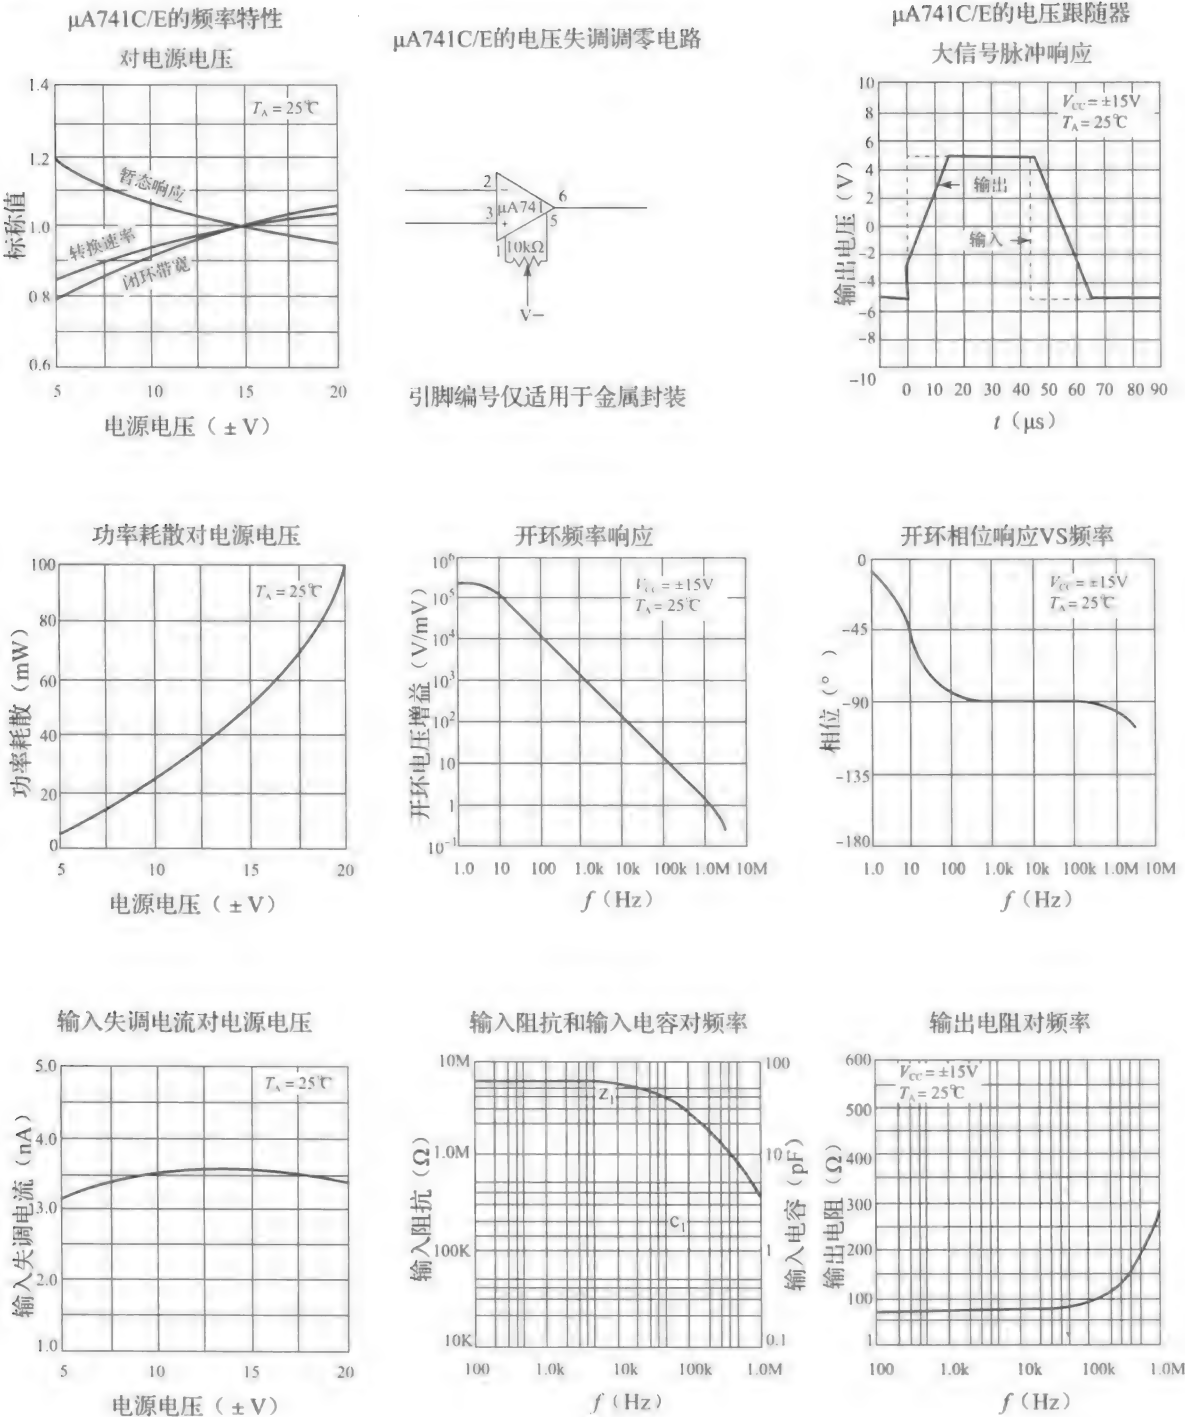 μA741C/E的频率特性
对电源电压
1.4
1.2
1.0
0.8
0.6
标称值
T_A = 25℃
暂态响应
转换速率
闭环带宽
5 10 15 20
电源电压（±V）
μA741C/E的电压失调调零电路
2
3
−
+
μA741
6
5
1
10kΩ
V−
引脚编号仅适用于金属封装
μA741C/E的电压跟随器
大信号脉冲响应
10
8
6
4
2
0
−2
−4
−6
−8
−10
输出电压（V）
V_CC = ±15V
T_A = 25℃
输出
输入
0 10 20 30 40 50 60 70 80 90
t（μs）
功率耗散对电源电压
100
80
60
40
20
0
功率耗散（mW）
T_A = 25℃
5 10 15 20
电源电压（±V）
开环频率响应
10⁶
10⁵
10⁴
10³
10²
10
1
10⁻¹
开环电压增益（V/mV）
V_CC = ±15V
T_A = 25℃
1.0 10 100 1.0k 10k 100k 1.0M 10M
f（Hz）
开环相位响应VS频率
0
−45
−90
−135
−180
相位（°）
V_CC = ±15V
T_A = 25℃
1.0 10 100 1.0k 10k 100k 1.0M 10M
f（Hz）
输入失调电流对电源电压
5.0
4.0
3.0
2.0
1.0
输入失调电流（nA）
T_A = 25℃
5 10 15 20
电源电压（±V）
输入阻抗和输入电容对频率
10M
1.0M
100K
10K
输入阻抗（Ω）
Z₁
C₁
100
10
1
0.1
输入电容（pF）
100 1.0k 10k 100k 1.0M
f（Hz）
输出电阻对频率
600
500
400
300
200
100
1
输出电阻（Ω）
V_CC = ±15V
T_A = 25℃
100 1.0k 10k 100k 1.0M
f（Hz）